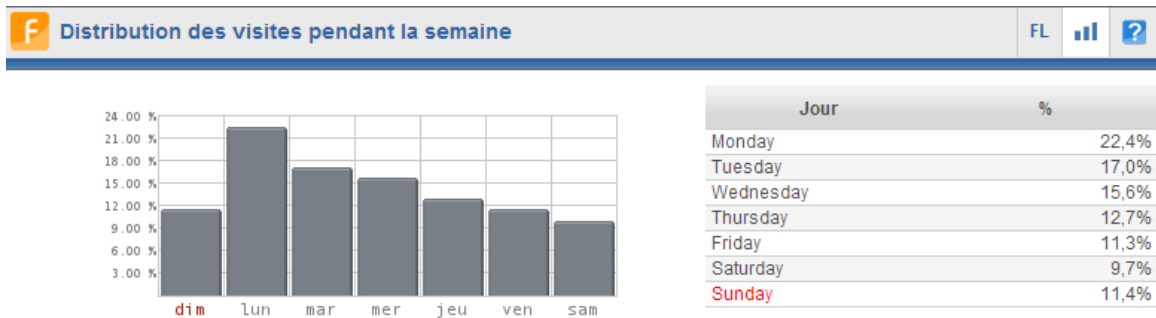 Distribution des visites pendant la semaine
FL
?
24.00 %
21.00 %
18.00 %
15.00 %
12.00 %
9.00 %
6.00 %
3.00 %
dim lun mar mer jeu ven sam
Jour %
Monday 22,4%
Tuesday 17,0%
Wednesday 15,6%
Thursday 12,7%
Friday 11,3%
Saturday 9,7%
Sunday 11,4%